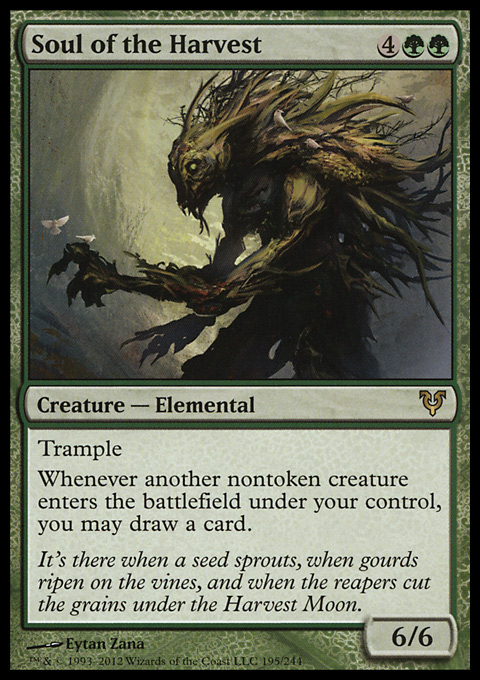 Soul of the Harvest 4
Creature — Elemental
Trample
Whenever another nontoken creature
enters the battlefield under your control,
you may draw a card.
It's there when a seed sprouts, when gourds
ripen on the vines, and when the reapers cut
the grains under the Harvest Moon.
Eytan Zana
™ & © 1993–2012 Wizards of the Coast LLC 195/244
6/6